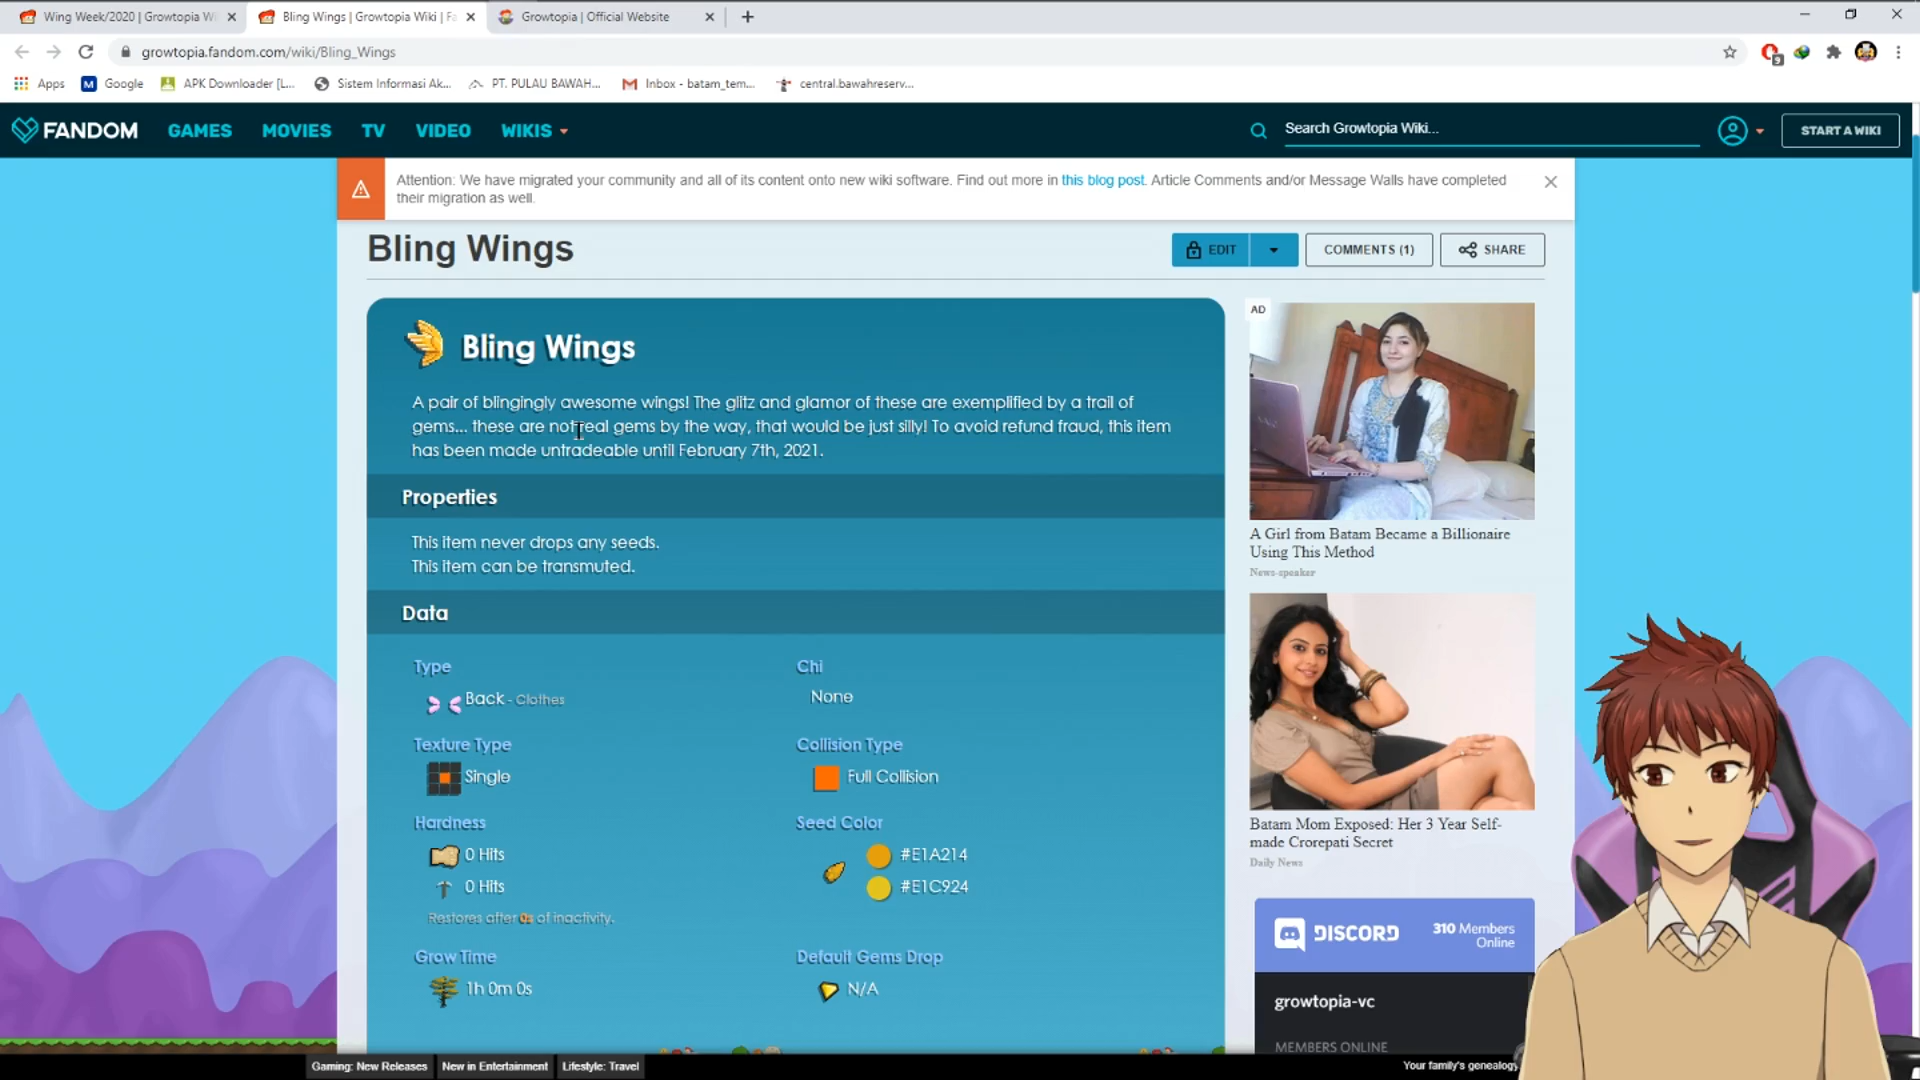 Wing Week/2020 | Growtopia Wi
Bling Wings | Growtopia Wiki | Fa
Growtopia | Official Website
growtopia.fandom.com/wiki/Bling_Wings
9
Apps
M
Google
APK Downloader [L...
Sistem Informasi Ak...
PT. PULAU BAWAH...
Inbox - batam_tem...
central.bawahreserv...
FANDOM
GAMES
MOVIES
TV
VIDEO
WIKIS
Search Growtopia Wiki...
START A WIKI
Attention: We have migrated your community and all of its content onto new wiki software. Find out more in this blog post. Article Comments and/or Message Walls have completed
their migration as well.
Bling Wings
EDIT
COMMENTS (1)
SHARE
Bling Wings
A pair of blingingly awesome wings! The glitz and glamor of these are exemplified by a trail of
gems... these are not real gems by the way, that would be just silly! To avoid refund fraud, this item
has been made untradeable until February 7th, 2021.
Properties
This item never drops any seeds.
This item can be transmuted.
Data
Type
Back - Clothes
Chi
None
Texture Type
Single
Collision Type
Full Collision
Hardness
0 Hits
0 Hits
Restores after 0s of inactivity.
Seed Color
#E1A214
#E1C924
Grow Time
1h 0m 0s
Default Gems Drop
N/A
AD
A Girl from Batam Became a Billionaire
Using This Method
News-speaker
Batam Mom Exposed: Her 3 Year Self-
made Crorepati Secret
Daily News
DISCORD
310 Members
Online
growtopia-vc
MEMBERS ONLINE
Gaming: New Releases
New in Entertainment
Lifestyle: Travel
Your family's genealogy